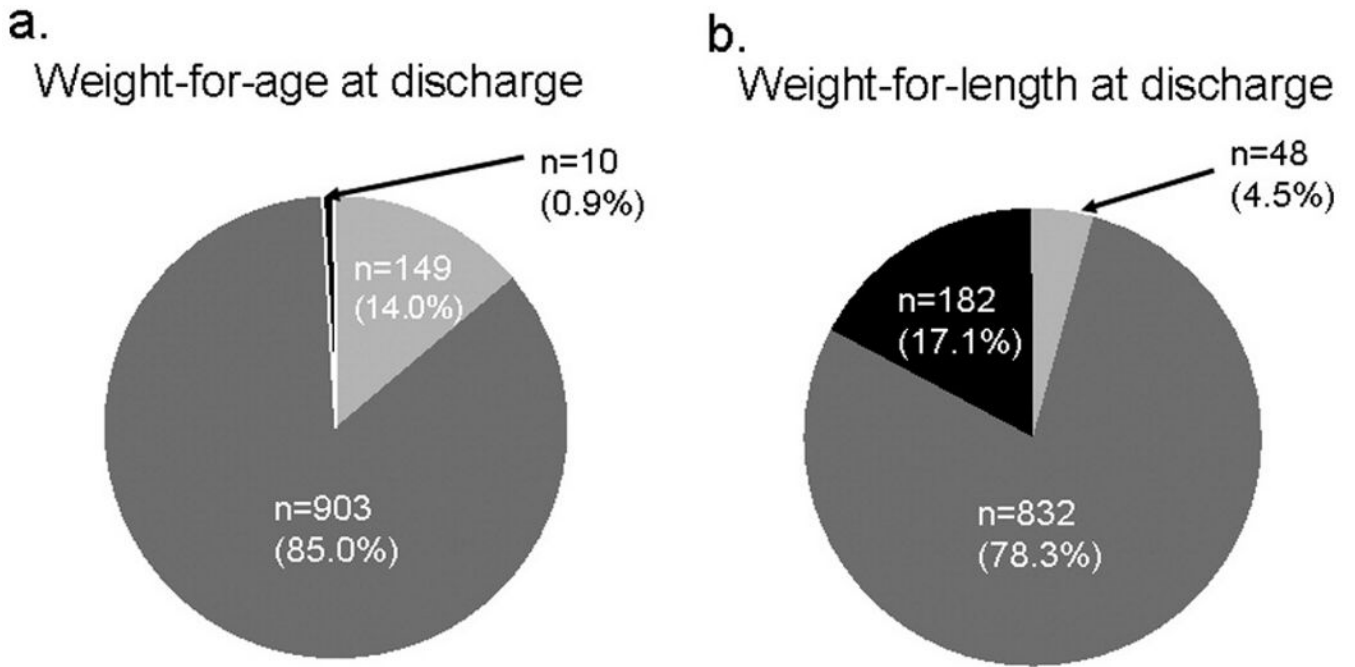 a.
Weight-for-age at discharge
n=10
(0.9%)
n=149
(14.0%)
n=903
(85.0%)
b.
Weight-for-length at discharge
n=48
(4.5%)
n=182
(17.1%)
n=832
(78.3%)